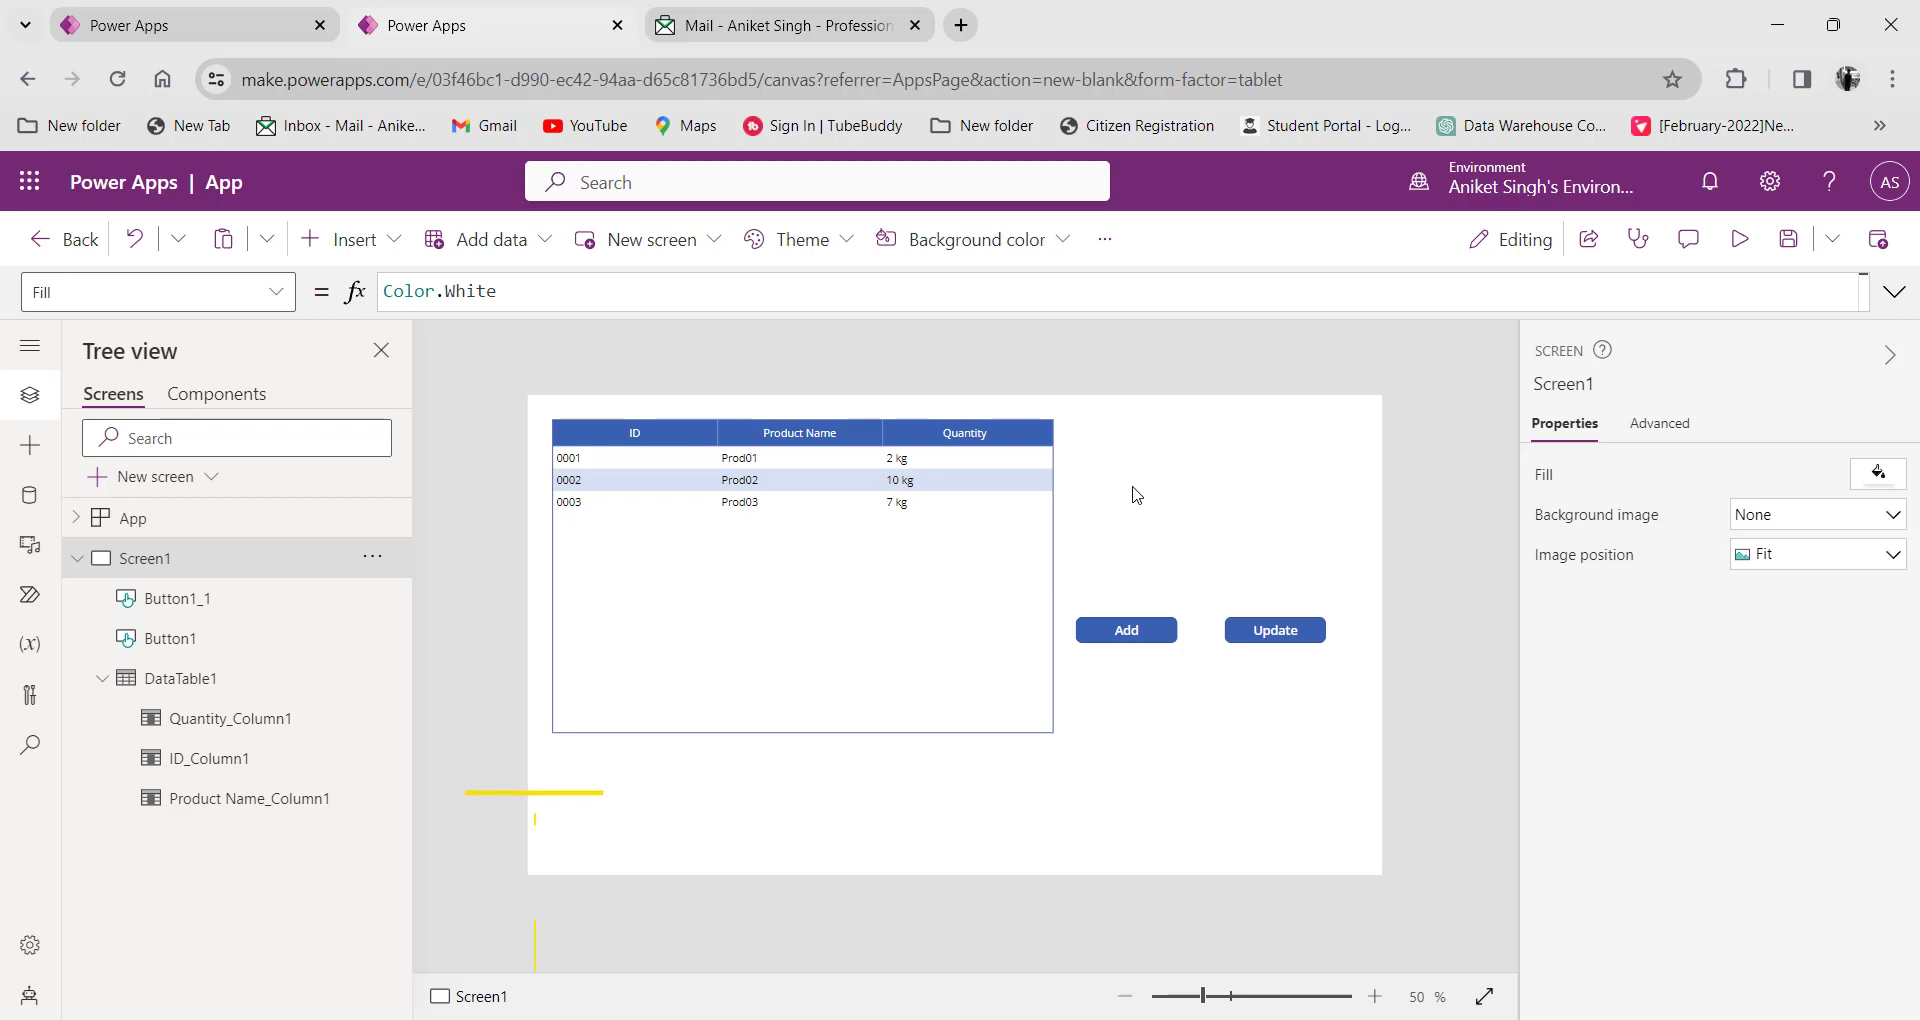 Power Apps
Power Apps
Mail - Aniket Singh - Profession
make.powerapps.com/e/03f46bc1-d990-ec42-94aa-d65c81736bd5/canvas?referrer=AppsPage&action=new-blank&form-factor=tablet
New folder
New Tab
Inbox - Mail - Anike...
Gmail
YouTube
Maps
Sign In | TubeBuddy
New folder
Citizen Registration
Student Portal - Log...
Data Warehouse Co...
[February-2022]Ne...
Power Apps | App
Search
Environment
Aniket Singh's Environ...
AS
Back
Insert
Add data
New screen
Theme
Background color
Editing
Fill
= fx
Color.White
Tree view
Screens
Components
Search
New screen
App
Screen1
Button1_1
Button1
DataTable1
Quantity_Column1
ID_Column1
Product Name_Column1
ID Product Name Quantity
0001 Prod01 2 kg
0002 Prod02 10 kg
0003 Prod03 7 kg
Add
Update
SCREEN
Screen1
Properties
Advanced
Fill
Background image
None
Image position
Fit
Screen1
50 %